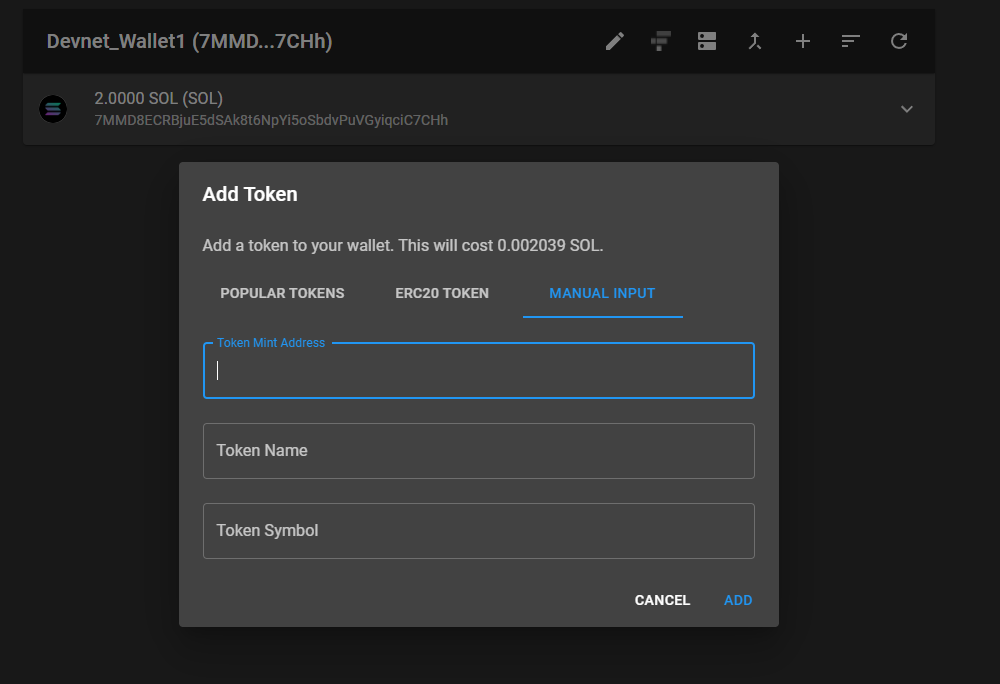 Devnet_Wallet1 (7MMD...7CHh)
2.0000 SOL (SOL)
7MMD8ECRBjuE5dSAk8t6NpYi5oSbdvPuVGyiqciC7CHh
Add Token
Add a token to your wallet. This will cost 0.002039 SOL.
POPULAR TOKENS ERC20 TOKEN MANUAL INPUT
Token Mint Address
Token Name
Token Symbol
CANCEL ADD